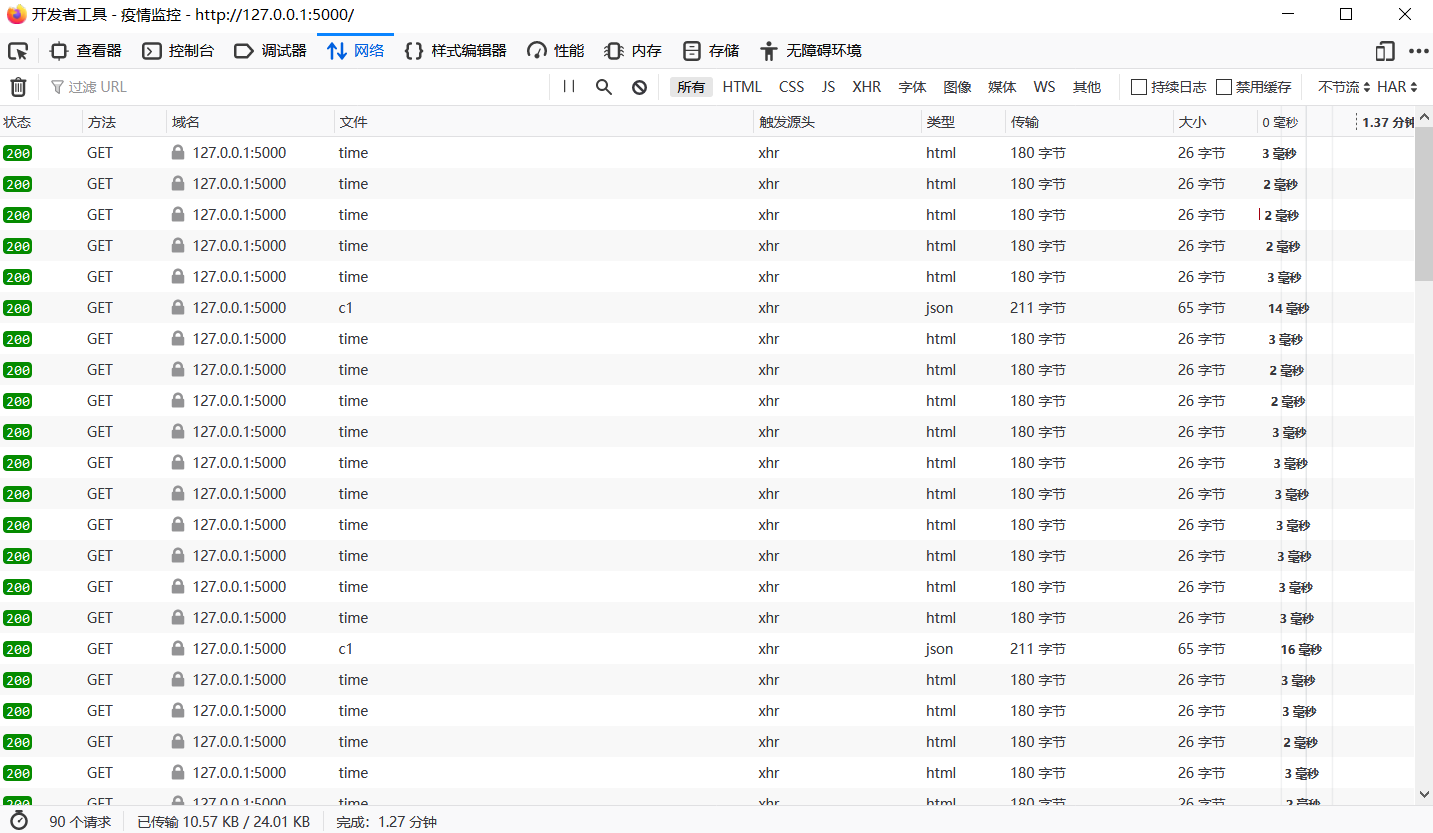 开发者工具 - 疫情监控 - http://127.0.0.1:5000/
查看器 控制台 调试器 网络 样式编辑器 性能 内存 存储 无障碍环境
过滤 URL 所有 HTML CSS JS XHR 字体 图像 媒体 WS 其他 持续日志 禁用缓存 不节流 HAR
状态 方法 域名 文件 触发源头 类型 传输 大小 0 毫秒 1.37 分钟
200 GET 127.0.0.1:5000 time xhr html 180 字节 26 字节 3 毫秒
200 GET 127.0.0.1:5000 time xhr html 180 字节 26 字节 2 毫秒
200 GET 127.0.0.1:5000 time xhr html 180 字节 26 字节 2 毫秒
200 GET 127.0.0.1:5000 time xhr html 180 字节 26 字节 2 毫秒
200 GET 127.0.0.1:5000 time xhr html 180 字节 26 字节 3 毫秒
200 GET 127.0.0.1:5000 c1 xhr json 211 字节 65 字节 14 毫秒
200 GET 127.0.0.1:5000 time xhr html 180 字节 26 字节 3 毫秒
200 GET 127.0.0.1:5000 time xhr html 180 字节 26 字节 2 毫秒
200 GET 127.0.0.1:5000 time xhr html 180 字节 26 字节 2 毫秒
200 GET 127.0.0.1:5000 time xhr html 180 字节 26 字节 3 毫秒
200 GET 127.0.0.1:5000 time xhr html 180 字节 26 字节 3 毫秒
200 GET 127.0.0.1:5000 time xhr html 180 字节 26 字节 3 毫秒
200 GET 127.0.0.1:5000 time xhr html 180 字节 26 字节 3 毫秒
200 GET 127.0.0.1:5000 time xhr html 180 字节 26 字节 3 毫秒
200 GET 127.0.0.1:5000 time xhr html 180 字节 26 字节 3 毫秒
200 GET 127.0.0.1:5000 time xhr html 180 字节 26 字节 3 毫秒
200 GET 127.0.0.1:5000 c1 xhr json 211 字节 65 字节 16 毫秒
200 GET 127.0.0.1:5000 time xhr html 180 字节 26 字节 3 毫秒
200 GET 127.0.0.1:5000 time xhr html 180 字节 26 字节 3 毫秒
200 GET 127.0.0.1:5000 time xhr html 180 字节 26 字节 2 毫秒
200 GET 127.0.0.1:5000 time xhr html 180 字节 26 字节 3 毫秒
200 GET 127.0.0.1:5000 time xhr html 180 字节 26 字节 毫秒
90 个请求 已传输 10.57 KB / 24.01 KB 完成：1.27 分钟